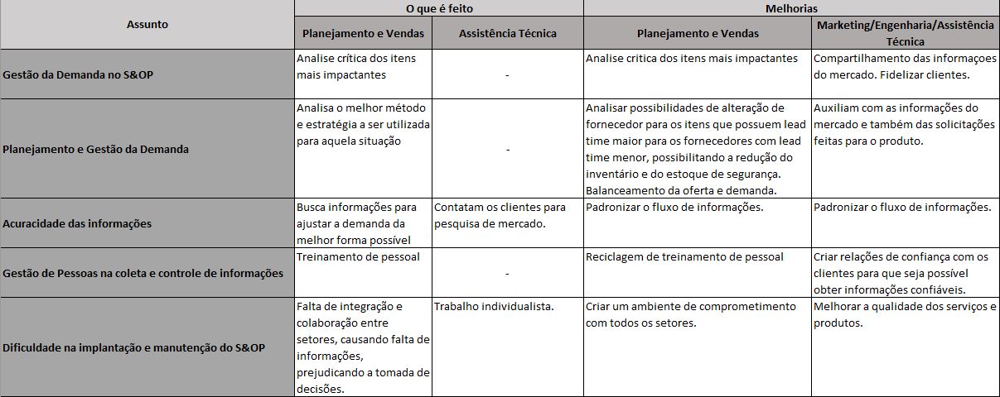 Assunto
O que é feito
Melhorias
Planejamento e Vendas
Assistência Técnica
Planejamento e Vendas
Marketing/Engenharia/Assistência
Técnica
Gestão da Demanda no S&OP
Analise crítica dos itens
mais impactantes
-
Analise critica dos itens mais impactantes
Compartilhamento das informaçoes
do mercado. Fidelizar clientes.
Planejamento e Gestão da Demanda
Analisa o melhor método
e estratégia a ser utilizada
para aquela situação
-
Analisar possibilidades de alteração de
fornecedor para os itens que possuem lead
time maior para os fornecedores com lead
time menor, possibilitando a redução do
inventário e do estoque de segurança.
Balanceamento da oferta e demanda.
Auxiliam com as informações do
mercado e também das solicitações
feitas para o produto.
Acuracidade das informações
Busca informações para
ajustar a demanda da
melhor forma possível
Contatam os clientes para
pesquisa de mercado.
Padronizar o fluxo de informações.
Padronizar o fluxo de informações.
Gestão de Pessoas na coleta e controle de informações
Treinamento de pessoal
-
Reciclagem de treinamento de pessoal
Criar relações de confiança com os
clientes para que seja possível
obter informações confiáveis.
Dificuldade na implantação e manutenção do S&OP
Falta de integração e
colaboração entre
setores, causando falta de
informações,
prejudicando a tomada de
decisões.
Trabalho individualista.
Criar um ambiente de comprometimento
com todos os setores.
Melhorar a qualidade dos serviços e
produtos.